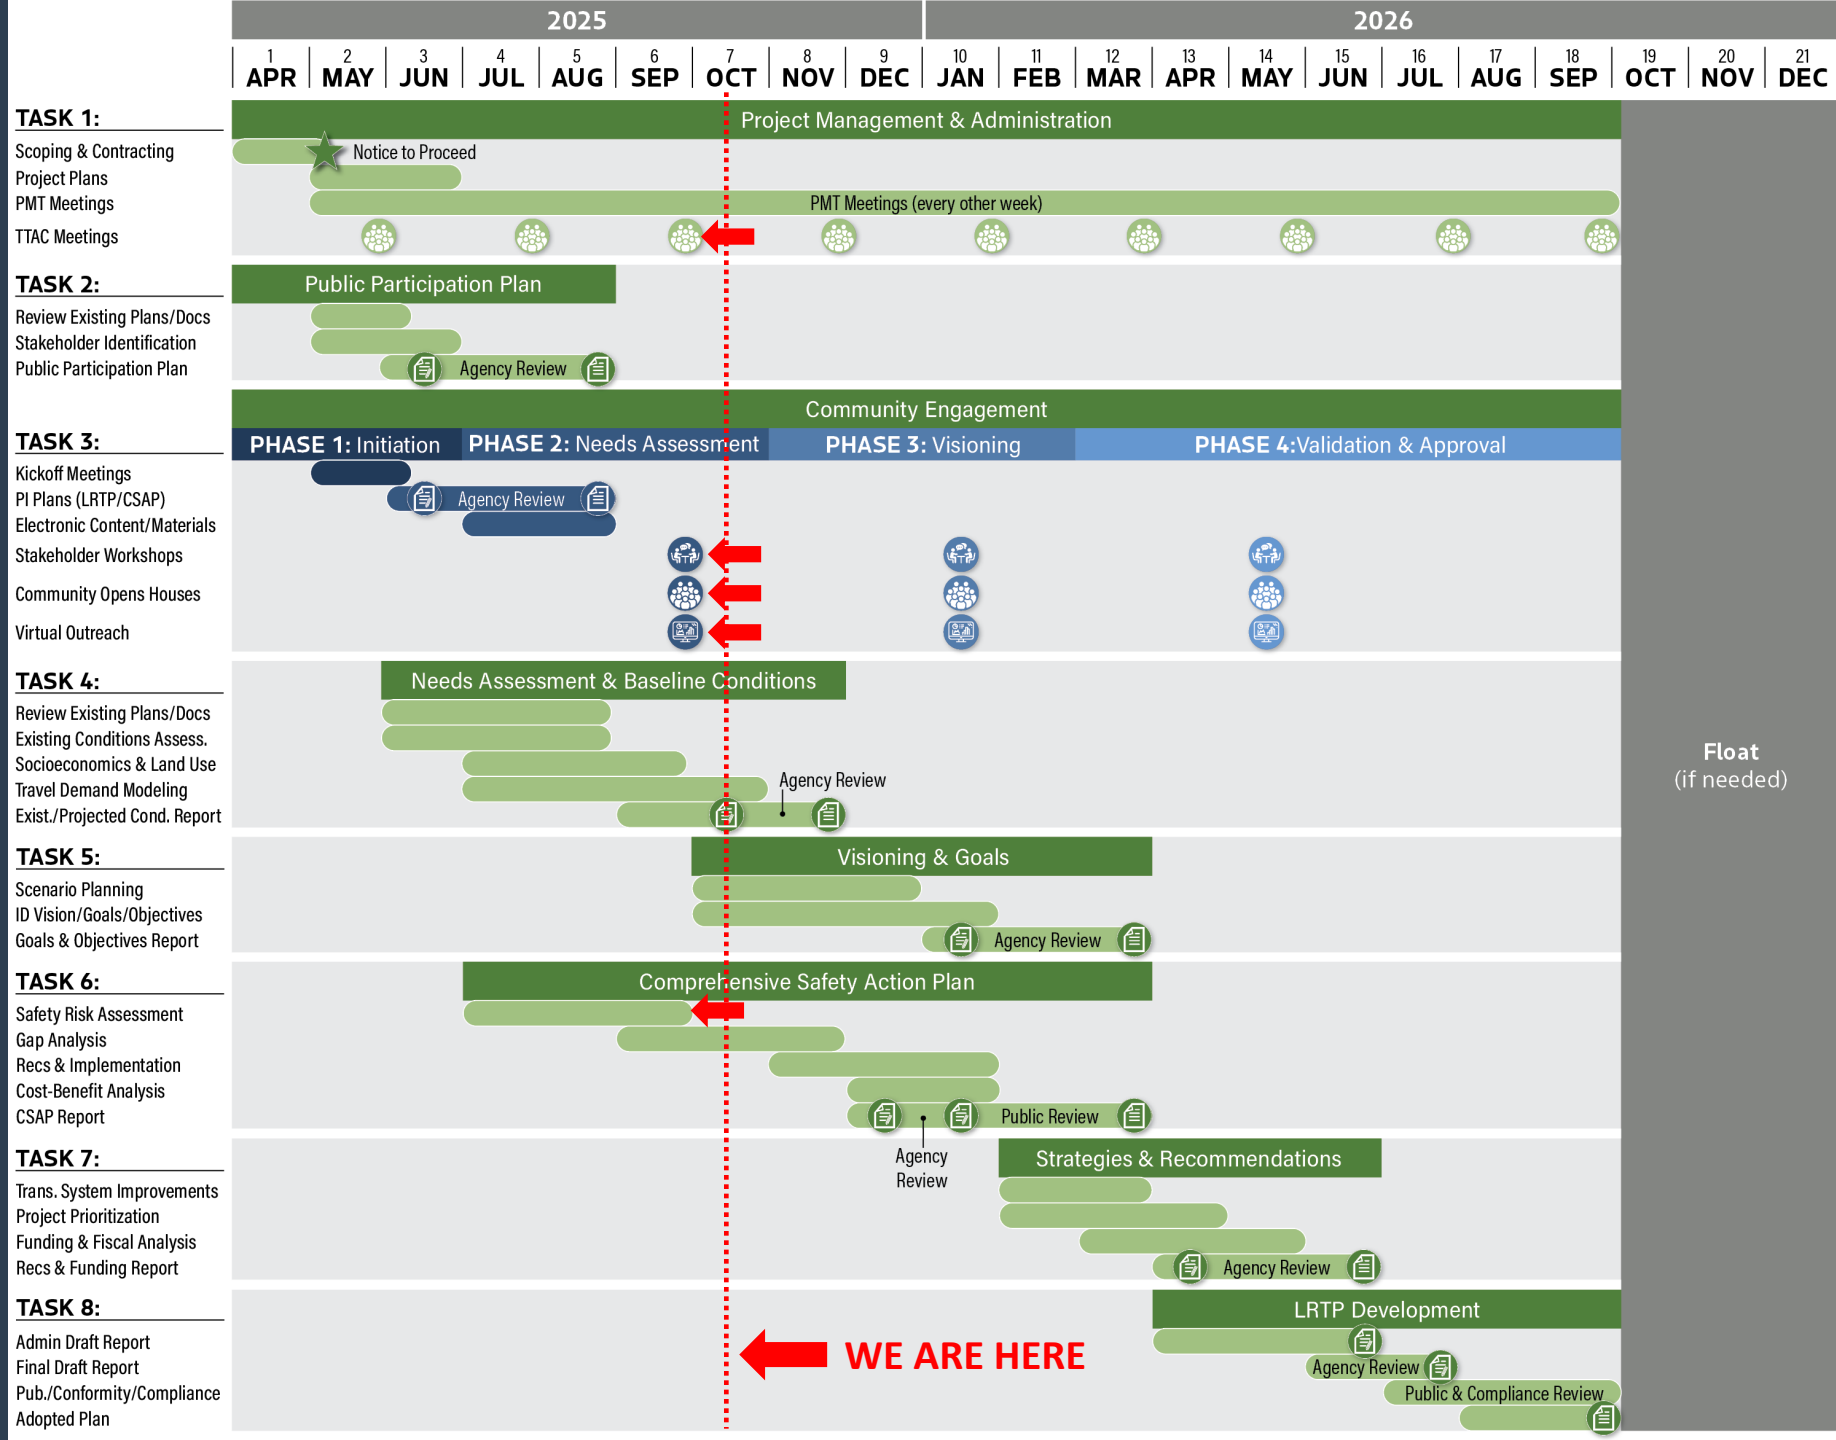 2025
2026
1 2 3 4 5 6 7 8 9 10 11 12 13 14 15 16 17 18 19 20 21
APR MAY JUN JUL AUG SEP OCT NOV DEC JAN FEB MAR APR MAY JUN JUL AUG SEP OCT NOV DEC
TASK 1:
Project Management & Administration
Scoping & Contracting
Notice to Proceed
Project Plans
PMT Meetings
PMT Meetings (every other week)
TTAC Meetings
TASK 2:
Public Participation Plan
Review Existing Plans/Docs
Stakeholder Identification
Public Participation Plan
Agency Review
Community Engagement
TASK 3:
PHASE 1: Initiation
PHASE 2: Needs Assessment
PHASE 3: Visioning
PHASE 4:Validation & Approval
Kickoff Meetings
PI Plans (LRTP/CSAP)
Agency Review
Electronic Content/Materials
Stakeholder Workshops
Community Opens Houses
Virtual Outreach
TASK 4:
Needs Assessment & Baseline Conditions
Review Existing Plans/Docs
Existing Conditions Assess.
Socioeconomics & Land Use
Travel Demand Modeling
Agency Review
Exist./Projected Cond. Report
Float
(if needed)
TASK 5:
Visioning & Goals
Scenario Planning
ID Vision/Goals/Objectives
Goals & Objectives Report
Agency Review
TASK 6:
Comprehensive Safety Action Plan
Safety Risk Assessment
Gap Analysis
Recs & Implementation
Cost-Benefit Analysis
CSAP Report
Public Review
Agency
Review
TASK 7:
Strategies & Recommendations
Trans. System Improvements
Project Prioritization
Funding & Fiscal Analysis
Recs & Funding Report
Agency Review
TASK 8:
LRTP Development
Admin Draft Report
WE ARE HERE
Final Draft Report
Agency Review
Pub./Conformity/Compliance
Public & Compliance Review
Adopted Plan